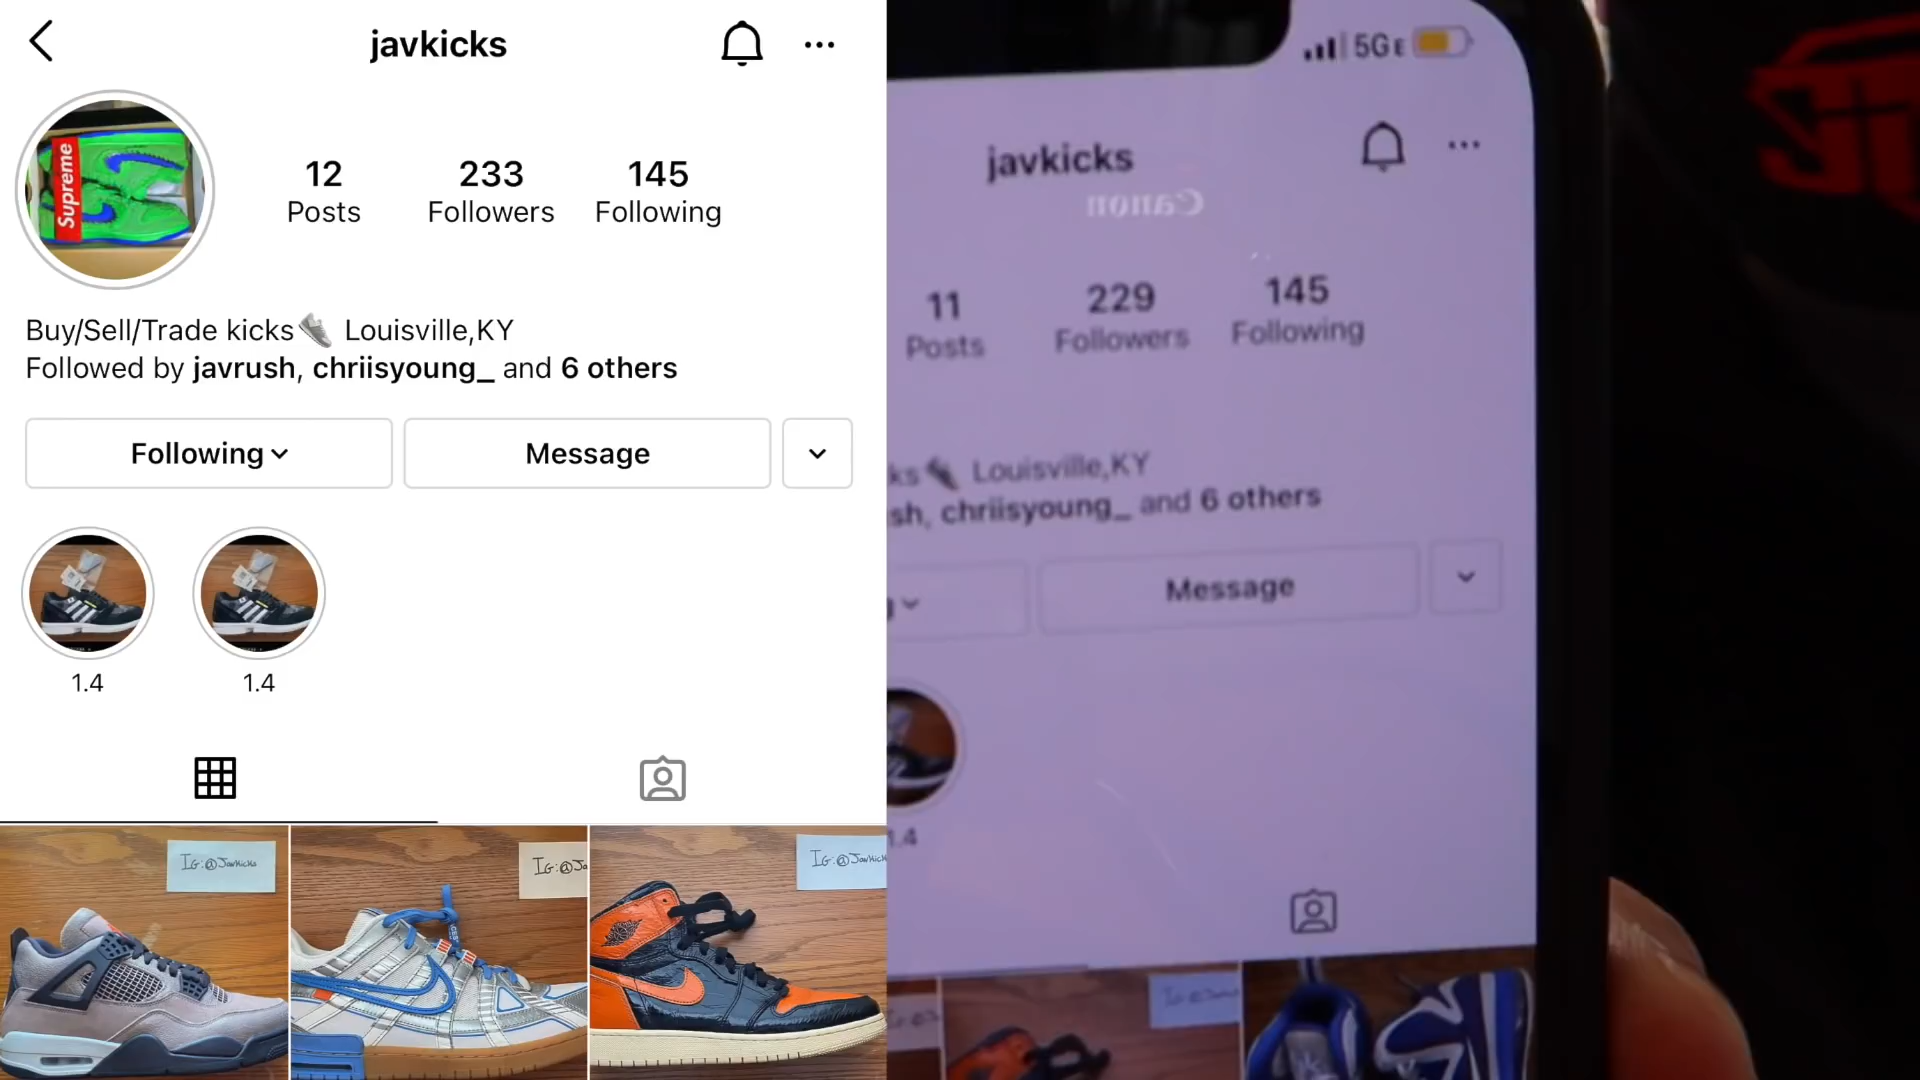 javkicks
Supreme
12
Posts
233
Followers
145
Following
Buy/Sell/Trade kicks Louisville,KY
Followed by javrush, chriisyoung_ and 6 others
Following
Message
1.4
1.4
IG:@Javkicks
IG:@Ja
IG:@Javkick
5GE
javkicks
Canon
11
Posts
229
Followers
145
Following
ks Louisville,KY
sh, chriisyoung_ and 6 others
Message
1.4